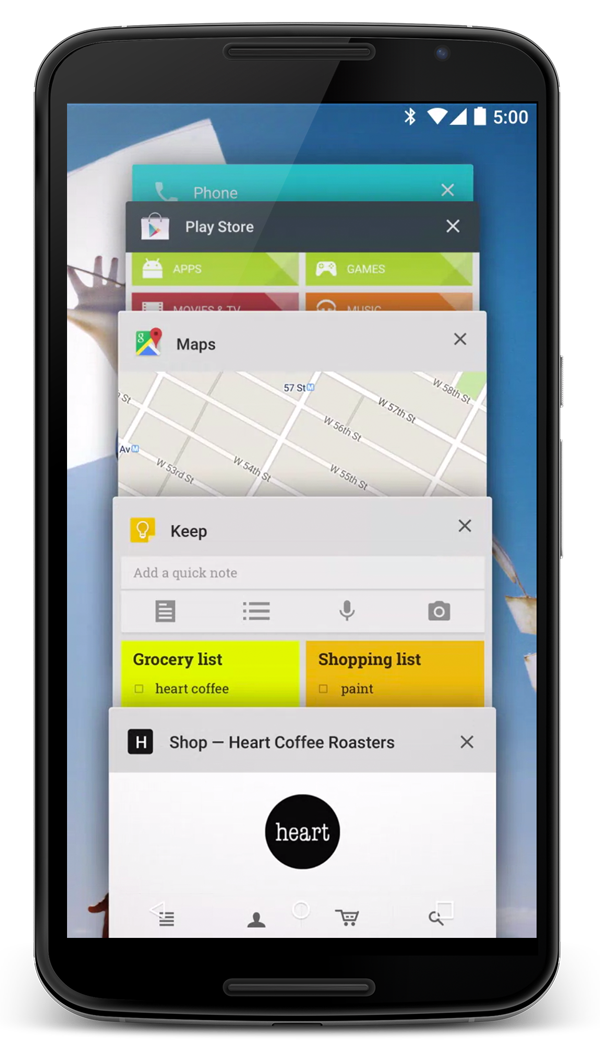 5:00
Phone
Play Store
APPS
GAMES
MOVIES & TV
MUSIC
8
Maps
57 St M
W 58th St
W 57th St
St
W 56th St
Av M
W 55th St
W 54th St
W 53rd St
Keep
Add a quick note
Grocery list
heart coffee
Shopping list
paint
H
Shop — Heart Coffee Roasters
heart